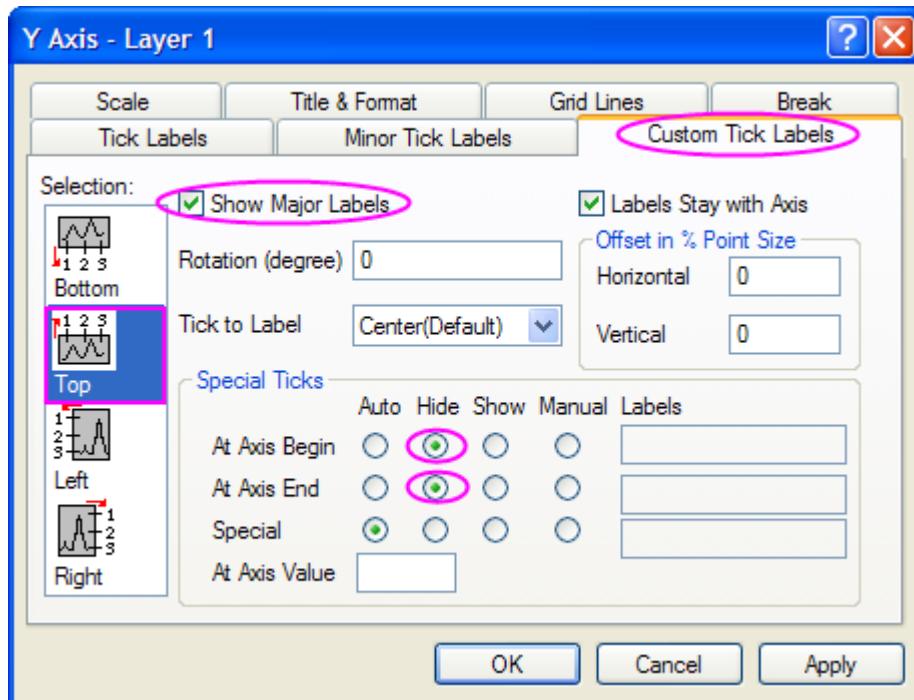 Y Axis - Layer 1
?
Scale Title & Format Grid Lines Break
Tick Labels Minor Tick Labels Custom Tick Labels
Selection:
1 2 3
Bottom
1 2 3
Top
1
2
3
Left
1
2
3
Right
Show Major Labels
Labels Stay with Axis
Rotation (degree) 0
Offset in % Point Size
Horizontal 0
Tick to Label Center(Default)
Vertical 0
Special Ticks
Auto Hide Show Manual Labels
At Axis Begin
At Axis End
Special
At Axis Value
OK Cancel Apply